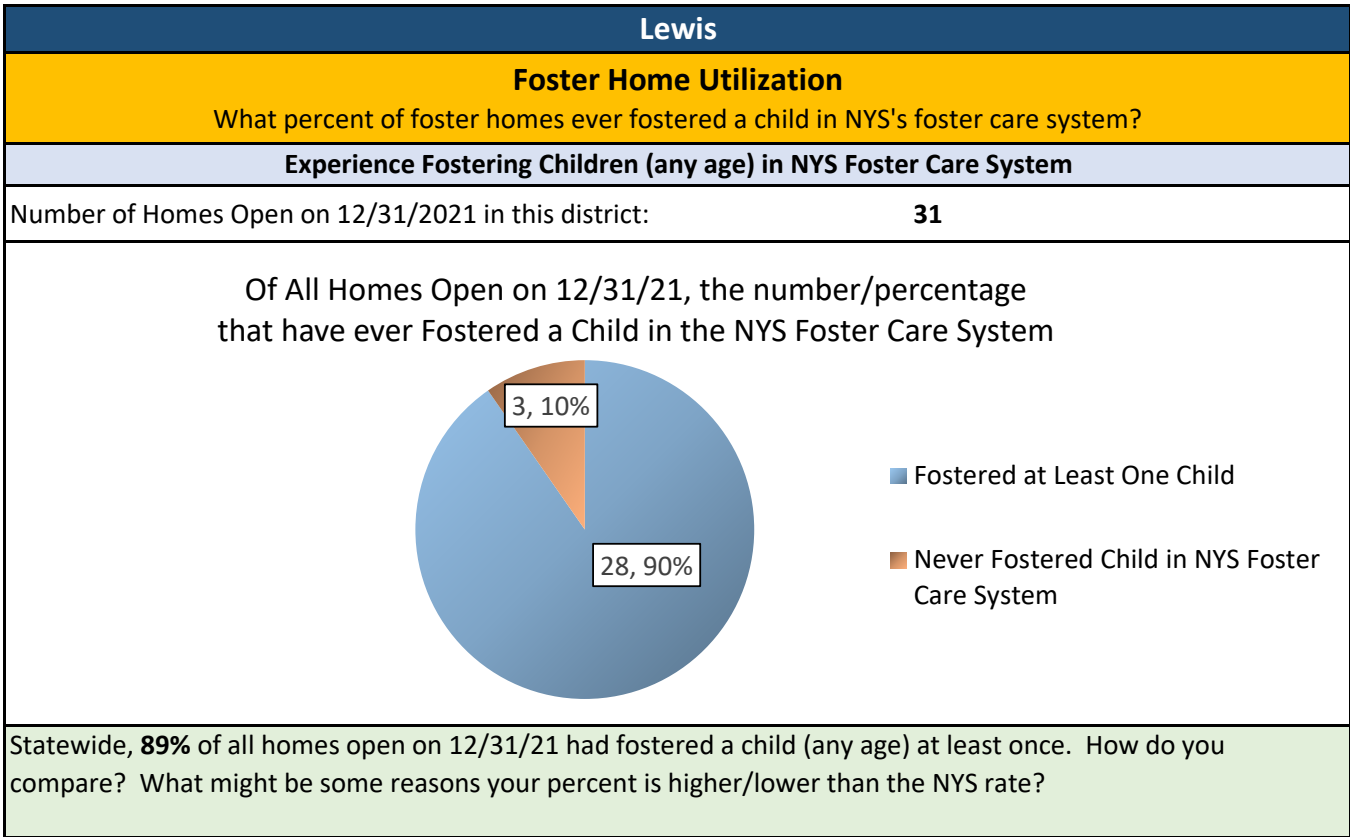 Lewis
Foster Home Utilization
What percent of foster homes ever fostered a child in NYS's foster care system?
Experience Fostering Children (any age) in NYS Foster Care System
Number of Homes Open on 12/31/2021 in this district: 31
Of All Homes Open on 12/31/21, the number/percentage
that have ever Fostered a Child in the NYS Foster Care System
3, 10%
28, 90%
Fostered at Least One Child
Never Fostered Child in NYS Foster
Care System
Statewide, 89% of all homes open on 12/31/21 had fostered a child (any age) at least once.  How do you
compare?  What might be some reasons your percent is higher/lower than the NYS rate?